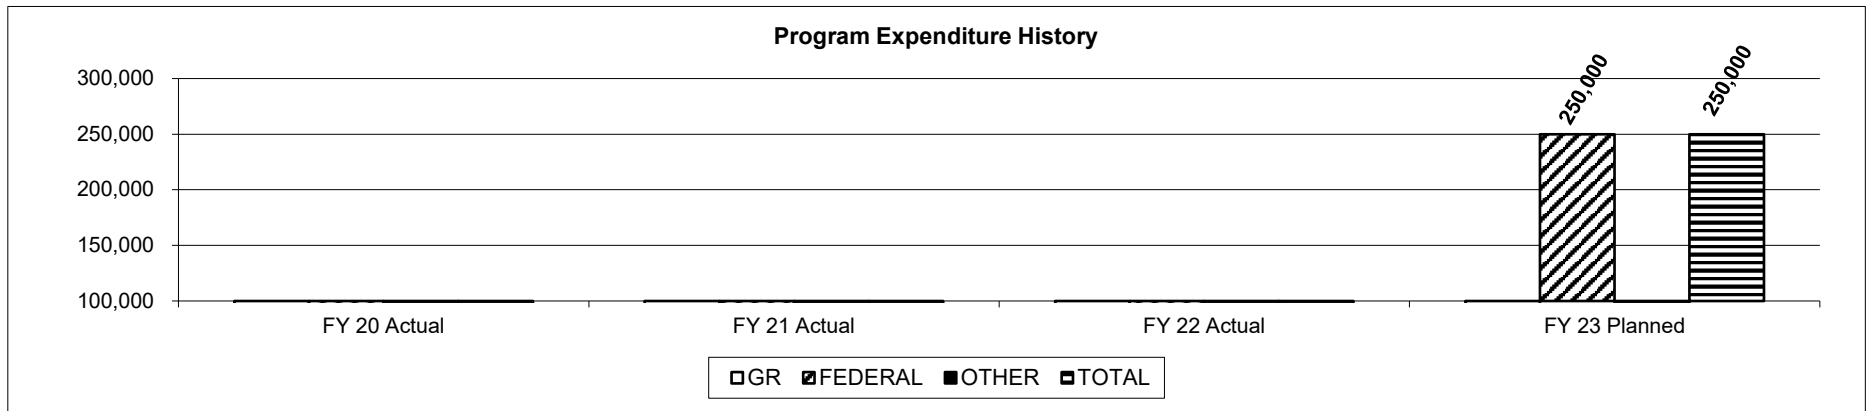 Program Expenditure History
300,000
250,000
200,000
150,000
100,000
250,000
250,000
FY 20 Actual
FY 21 Actual
FY 22 Actual
FY 23 Planned
GR
FEDERAL
OTHER
TOTAL